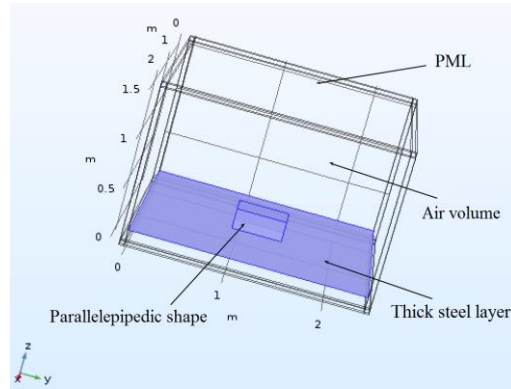 m
0
1
2
1.5
m
1
0.5
0
0
1
m
2
PML
Air volume
Thick steel layer
Parallelepipedic shape
z
y
x